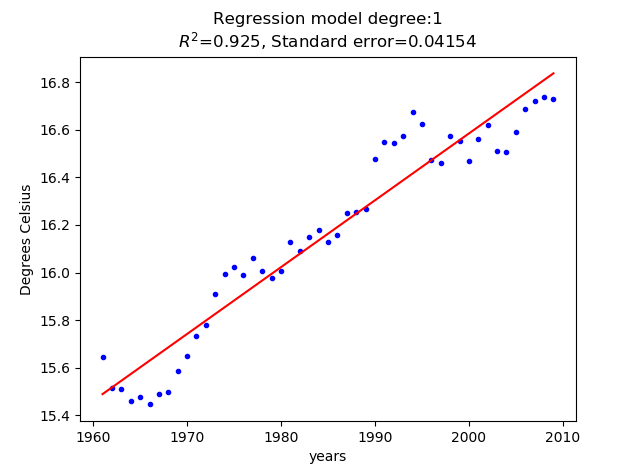 Regression model degree:1
R²=0.925, Standard error=0.04154
Degrees Celsius
16.8
16.6
16.4
16.2
16.0
15.8
15.6
15.4
1960 1970 1980 1990 2000 2010
years